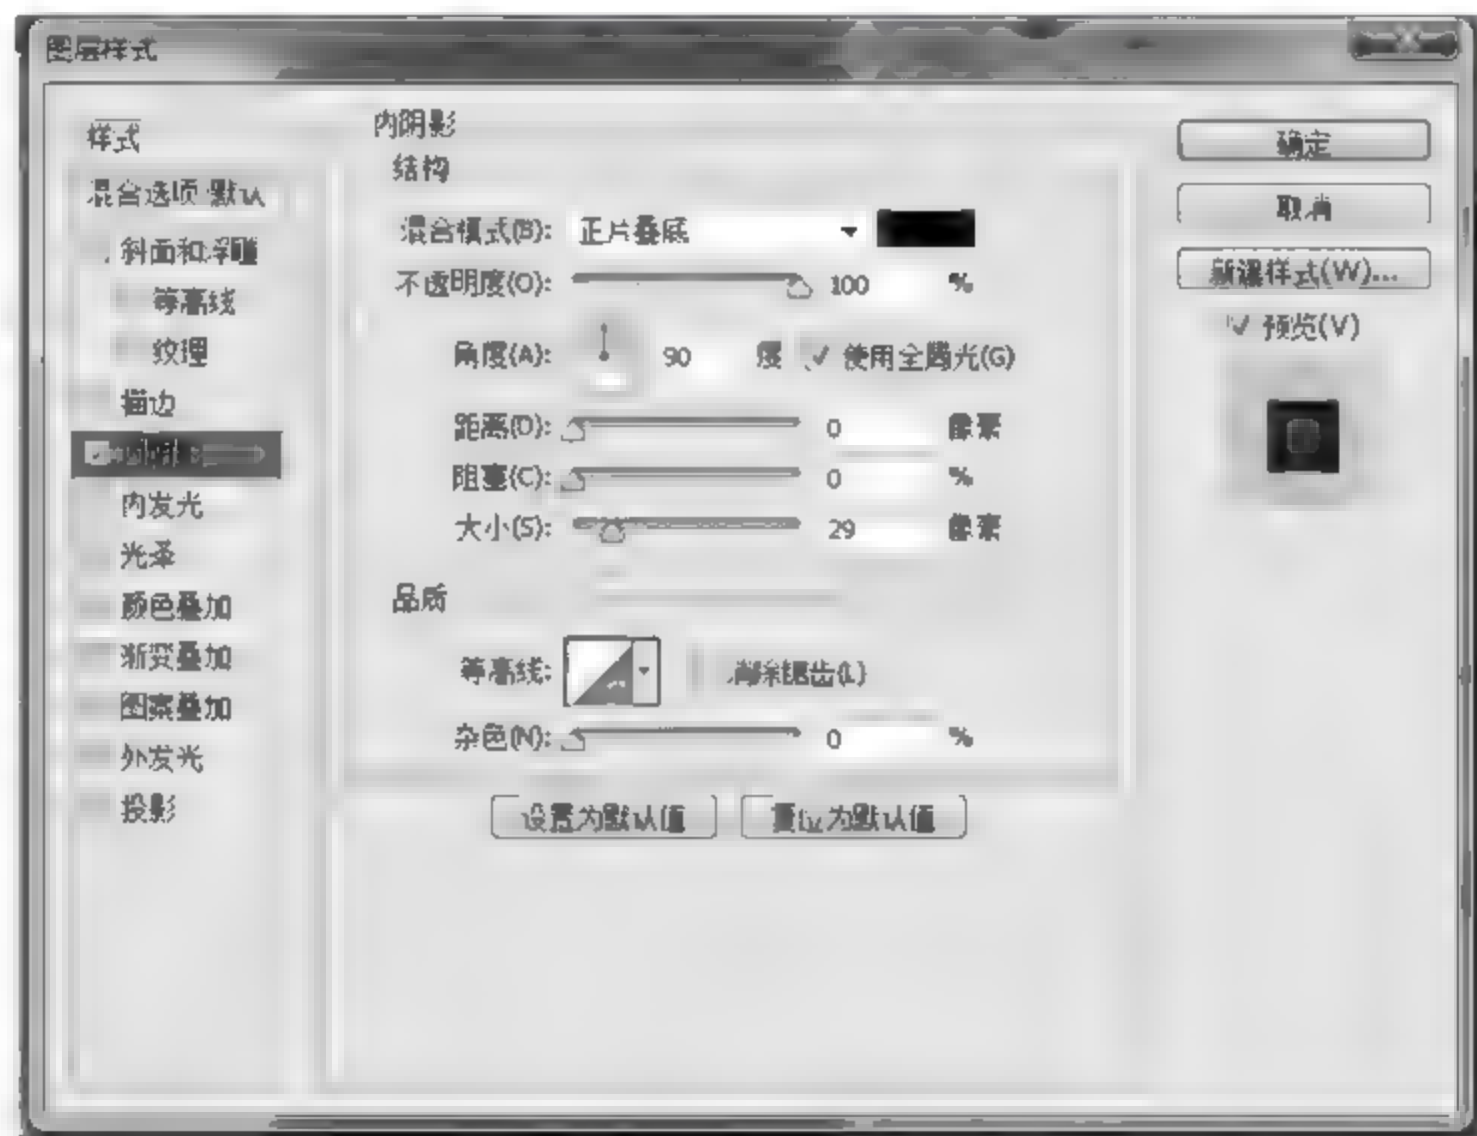 图层样式
样式
混合选项:默认
斜面和浮雕
等高线
纹理
描边
内发光
光泽
颜色叠加
渐变叠加
图案叠加
外发光
投影
内阴影
结构
混合模式(B): 正片叠底
不透明度(O): 100 %
角度(A): 90 度 使用全局光(G)
距离(D): 0 像素
阻塞(C): 0 %
大小(S): 29 像素
品质
等高线: 消除锯齿(L)
杂色(N): 0 %
设置为默认值 复位为默认值
确定
取消
新建样式(W)...
预览(V)